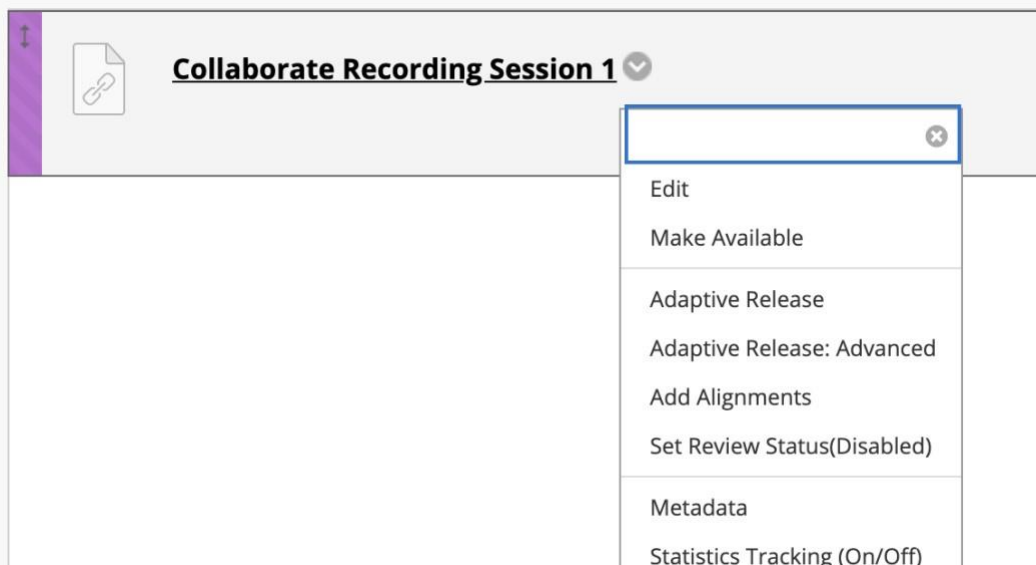 Collaborate Recording Session 1
Edit
Make Available
Adaptive Release
Adaptive Release: Advanced
Add Alignments
Set Review Status(Disabled)
Metadata
Statistics Tracking (On/Off)